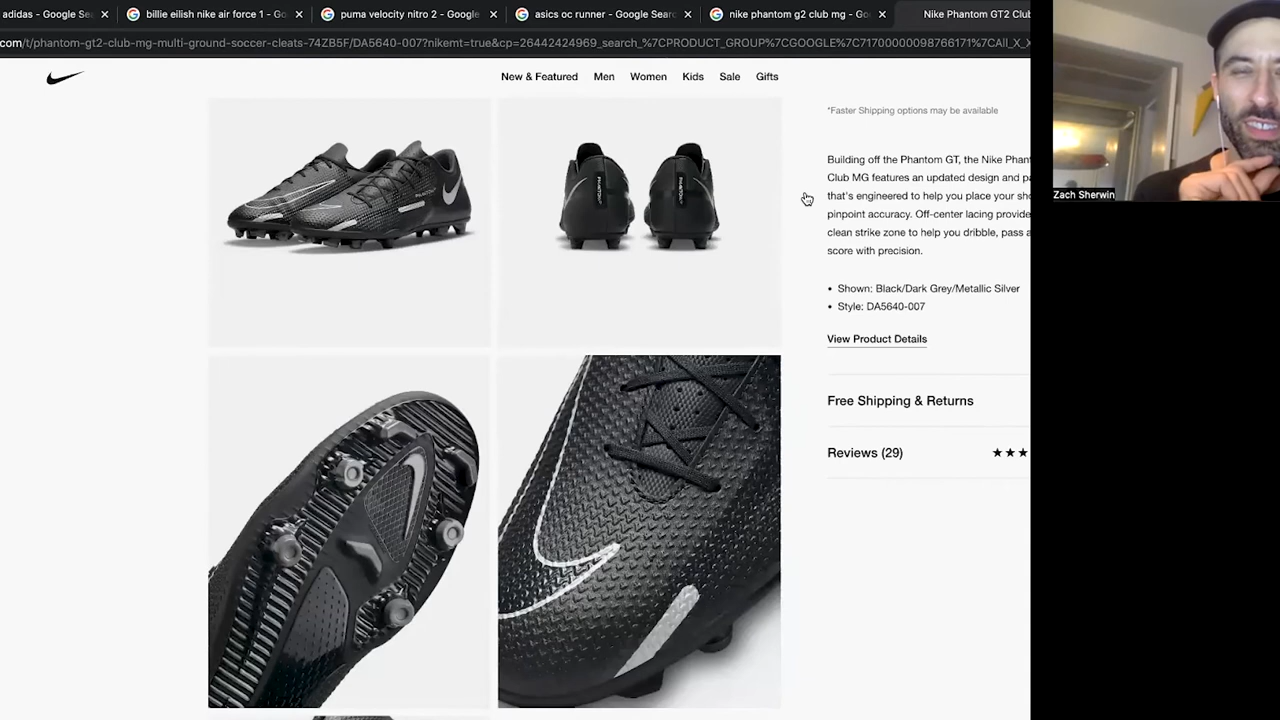 adidas - Google Sea
billie eilish nike air force 1 - Go
puma velocity nitro 2 - Google
asics oc runner - Google Searc
nike phantom g2 club mg - Go
Nike Phantom GT2 Club
com/t/phantom-gt2-club-mg-multi-ground-soccer-cleats-74ZB5F/DA5640-007?nikemt=true&cp=26442424969_search_%7CPRODUCT_GROUP%7CGOOGLE%7C71700000098766171%7CAll_X_X
New & Featured Men Women Kids Sale Gifts
*Faster Shipping options may be available
Building off the Phantom GT, the Nike Phant
Club MG features an updated design and pa
that's engineered to help you place your sho
pinpoint accuracy. Off-center lacing provide
clean strike zone to help you dribble, pass a
score with precision.
• Shown: Black/Dark Grey/Metallic Silver
• Style: DA5640-007
View Product Details
Free Shipping & Returns
Reviews (29)
Zach Sherwin